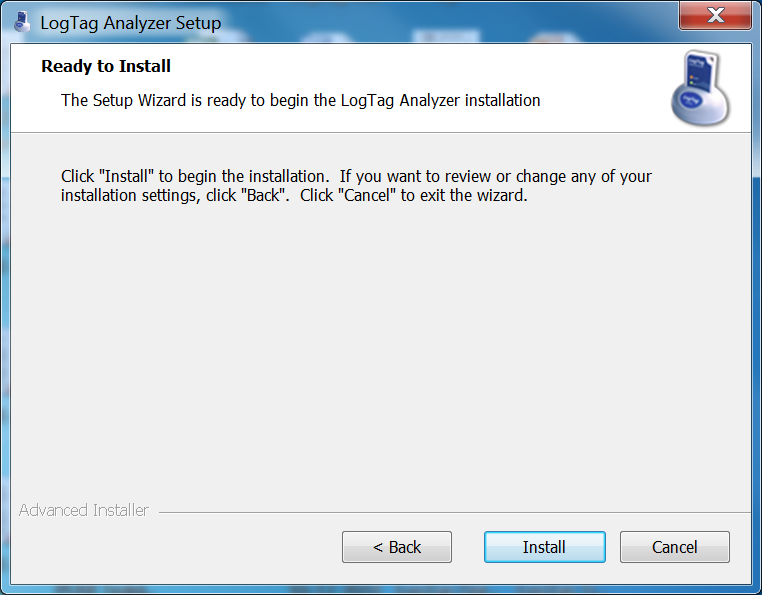 LogTag Analyzer Setup
Ready to Install
The Setup Wizard is ready to begin the LogTag Analyzer installation
Click "Install" to begin the installation.  If you want to review or change any of your
installation settings, click "Back".  Click "Cancel" to exit the wizard.
Advanced Installer
< Back
Install
Cancel